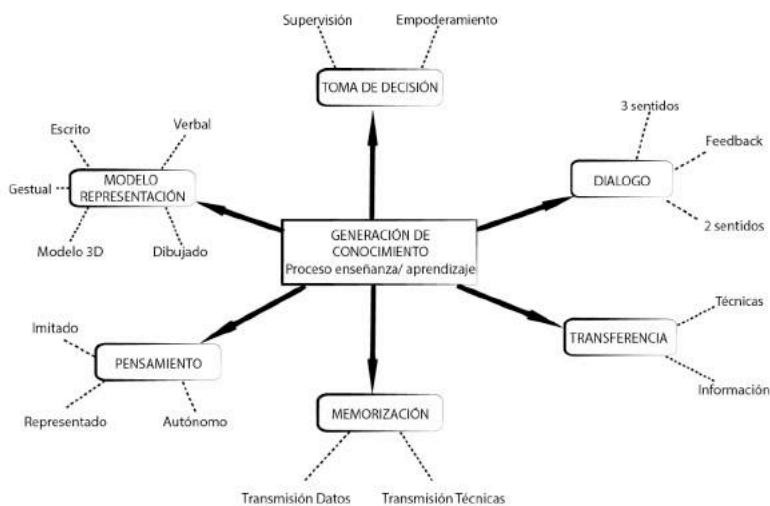 Supervisión
Empoderamiento
TOMA DE DECISIÓN
Escrito
Verbal
Gestual
MODELO
REPRESENTACIÓN
Modelo 3D
Dibujado
3 sentidos
Feedback
DIALOGO
2 sentidos
GENERACIÓN DE
CONOCIMIENTO
Proceso enseñanza/ aprendizaje
Imitado
PENSAMIENTO
Representado
Autónomo
Técnicas
TRANSFERENCIA
Información
MEMORIZACIÓN
Transmisión Datos
Transmisión Técnicas